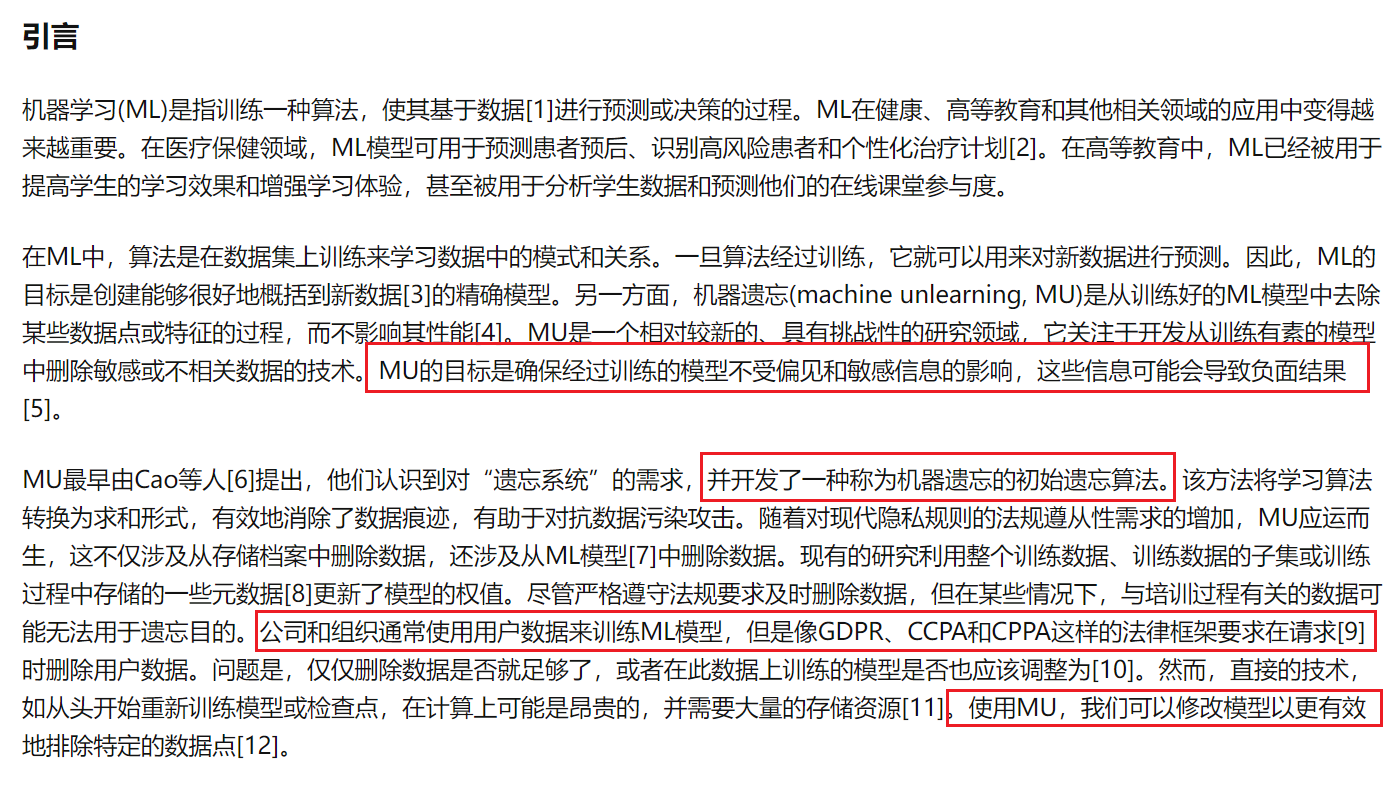 引言
机器学习(ML)是指训练一种算法，使其基于数据[1]进行预测或决策的过程。ML在健康、高等教育和其他相关领域的应用中变得越
来越重要。在医疗保健领域，ML模型可用于预测患者预后、识别高风险患者和个性化治疗计划[2]。在高等教育中，ML已经被用于
提高学生的学习效果和增强学习体验，甚至被用于分析学生数据和预测他们的在线课堂参与度。
在ML中，算法是在数据集上训练来学习数据中的模式和关系。一旦算法经过训练，它就可以用来对新数据进行预测。因此，ML的
目标是创建能够很好地概括到新数据[3]的精确模型。另一方面，机器遗忘(machine unlearning, MU)是从训练好的ML模型中去除
某些数据点或特征的过程，而不影响其性能[4]。MU是一个相对较新的、具有挑战性的研究领域，它关注于开发从训练有素的模型
中删除敏感或不相关数据的技术。MU的目标是确保经过训练的模型不受偏见和敏感信息的影响，这些信息可能会导致负面结果
[5]。
MU最早由Cao等人[6]提出，他们认识到对“遗忘系统”的需求，并开发了一种称为机器遗忘的初始遗忘算法。该方法将学习算法
转换为求和形式，有效地消除了数据痕迹，有助于对抗数据污染攻击。随着对现代隐私规则的法规遵从性需求的增加，MU应运而
生，这不仅涉及从存储档案中删除数据，还涉及从ML模型[7]中删除数据。现有的研究利用整个训练数据、训练数据的子集或训练
过程中存储的一些元数据[8]更新了模型的权值。尽管严格遵守法规要求及时删除数据，但在某些情况下，与培训过程有关的数据可
能无法用于遗忘目的。公司和组织通常使用用户数据来训练ML模型，但是像GDPR、CCPA和CPPA这样的法律框架要求在请求[9]
时删除用户数据。问题是，仅仅删除数据是否就足够了，或者在此数据上训练的模型是否也应该调整为[10]。然而，直接的技术，
如从头开始重新训练模型或检查点，在计算上可能是昂贵的，并需要大量的存储资源[11]。使用MU，我们可以修改模型以更有效
地排除特定的数据点[12]。